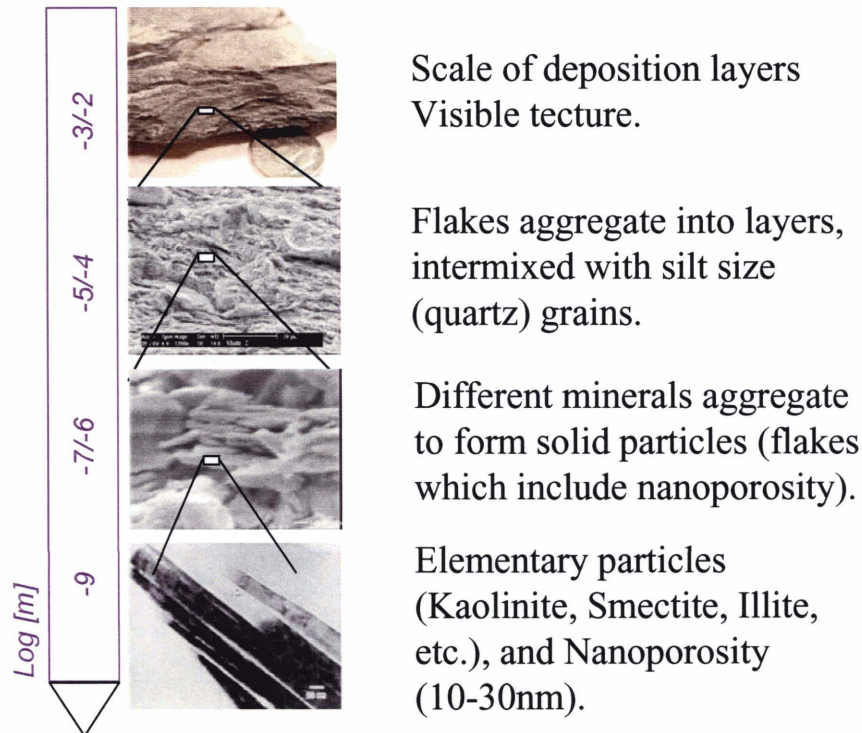 -3/-2
Scale of deposition layers
Visible tecture.
-5/-4
Flakes aggregate into layers,
intermixed with silt size
(quartz) grains.
-7/-6
Different minerals aggregate
to form solid particles (flakes
which include nanoporosity).
-9
Log [m]
Elementary particles
(Kaolinite, Smectite, Illite,
etc.), and Nanoporosity
(10-30nm).